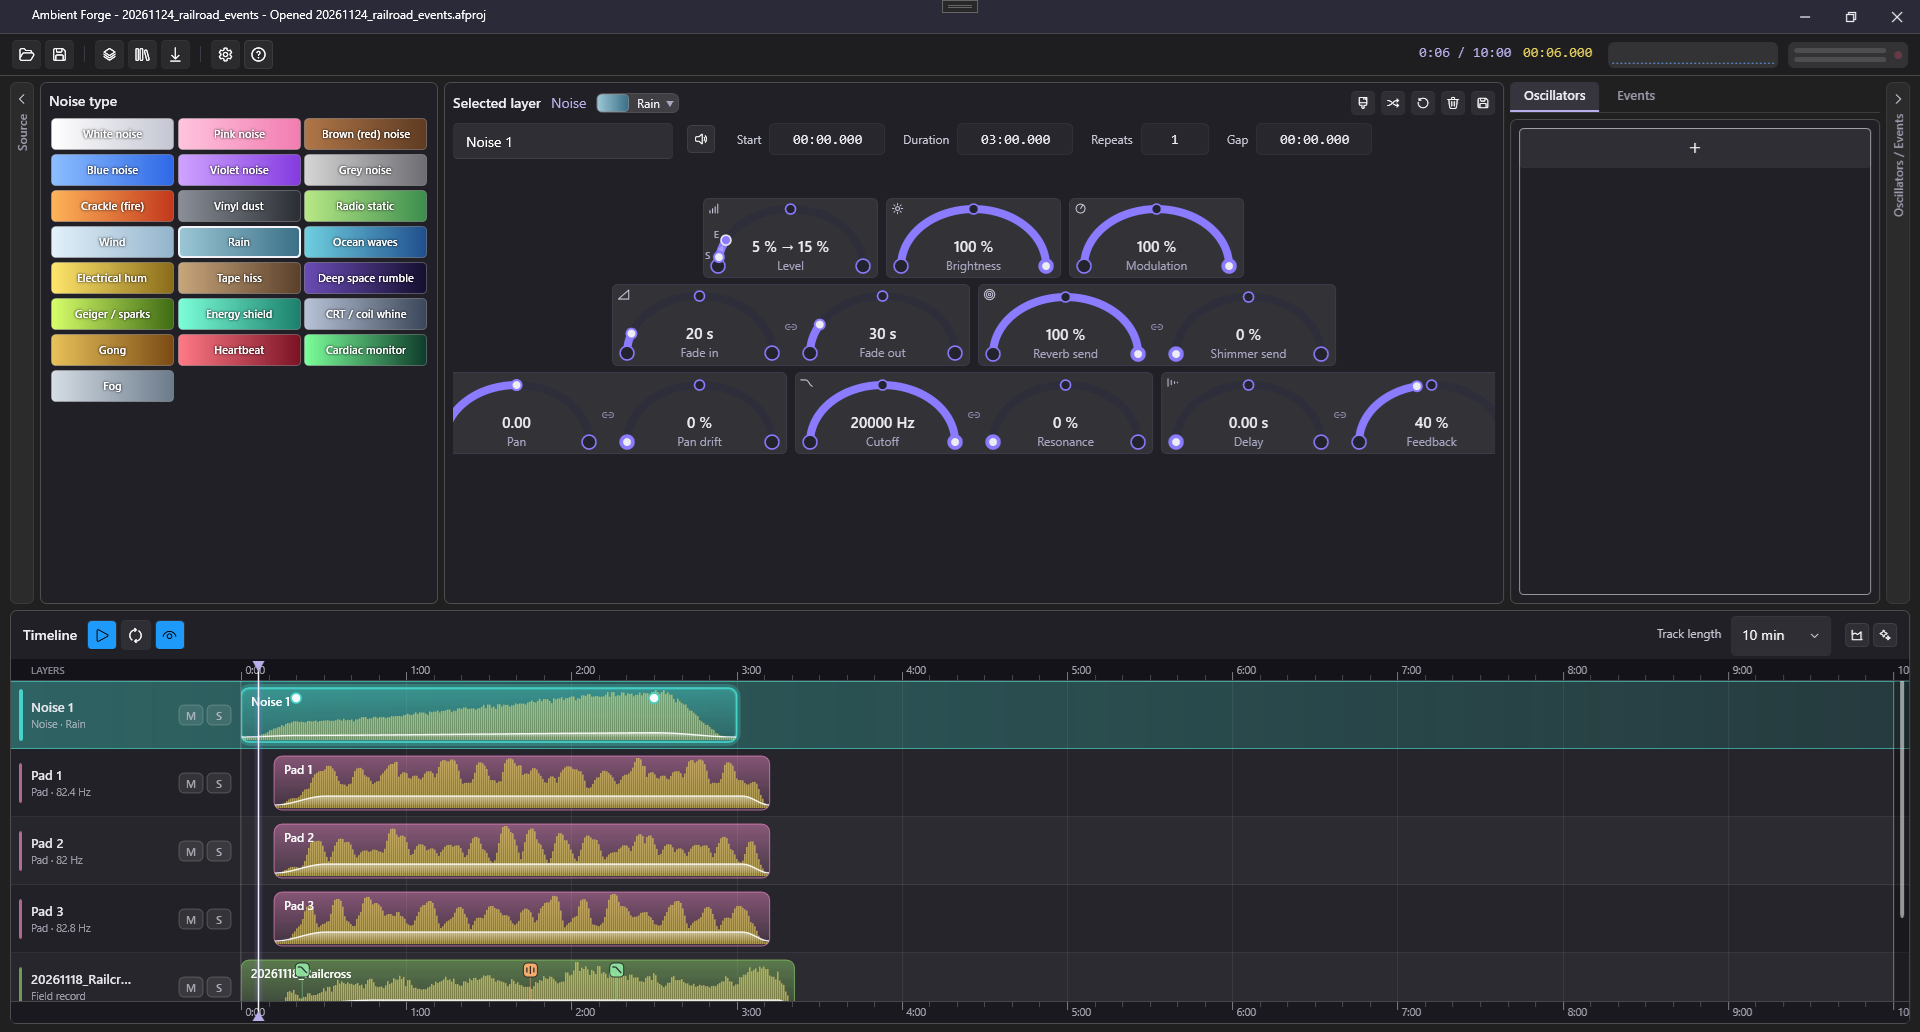 Ambient Forge - 20261124_railroad_events - Opened 20261124_railroad_events.afproj
0:06 / 10:00 00:06.000
Source
Noise type
White noise Pink noise Brown (red) noise
Blue noise Violet noise Grey noise
Crackle (fire) Vinyl dust Radio static
Wind Rain Ocean waves
Electrical hum Tape hiss Deep space rumble
Geiger / sparks Energy shield CRT / coil whine
Gong Heartbeat Cardiac monitor
Fog
Selected layer Noise Rain
Noise 1 Start 00:00.000 Duration 03:00.000 Repeats 1 Gap 00:00.000
E
S
5 % → 15 % 100 % 100 %
Level Brightness Modulation
20 s 30 s 100 % 0 %
Fade in Fade out Reverb send Shimmer send
0.00 0 % 20000 Hz 0 % 0.00 s 40 %
Pan Pan drift Cutoff Resonance Delay Feedback
Oscillators Events
+
Oscillators / Events
Timeline Track length 10 min
LAYERS 0:00 1:00 2:00 3:00 4:00 5:00 6:00 7:00 8:00 9:00 10
Noise 1 M S Noise 1
Noise · Rain
Pad 1 M S Pad 1
Pad · 82.4 Hz
Pad 2 M S Pad 2
Pad · 82 Hz
Pad 3 M S Pad 3
Pad · 82.8 Hz
20261118_Railcr... M S 20261118_Railcross
Field record
0:00 1:00 2:00 3:00 4:00 5:00 6:00 7:00 8:00 9:00 10